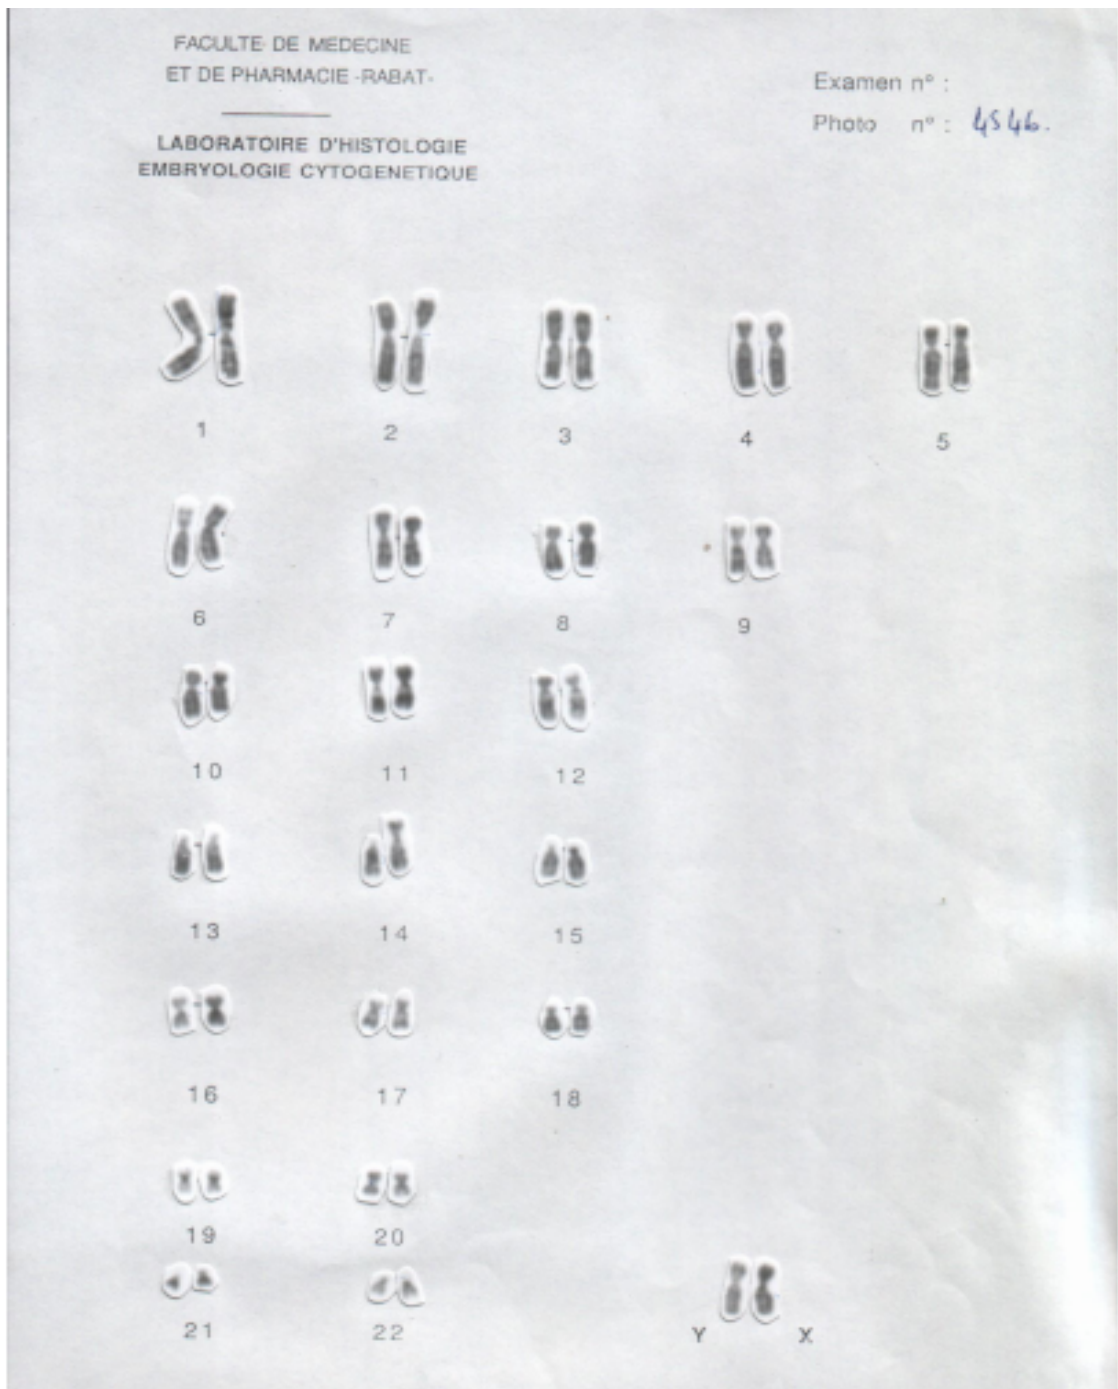 FACULTE DE MEDECINE
ET DE PHARMACIE -RABAT-
LABORATOIRE D'HISTOLOGIE
EMBRYOLOGIE CYTOGENETIQUE
Examen n° :
Photo n° : 4546.
1 2 3 4 5
6 7 8 9
10 11 12
13 14 15
16 17 18
19 20
21 22 Y X